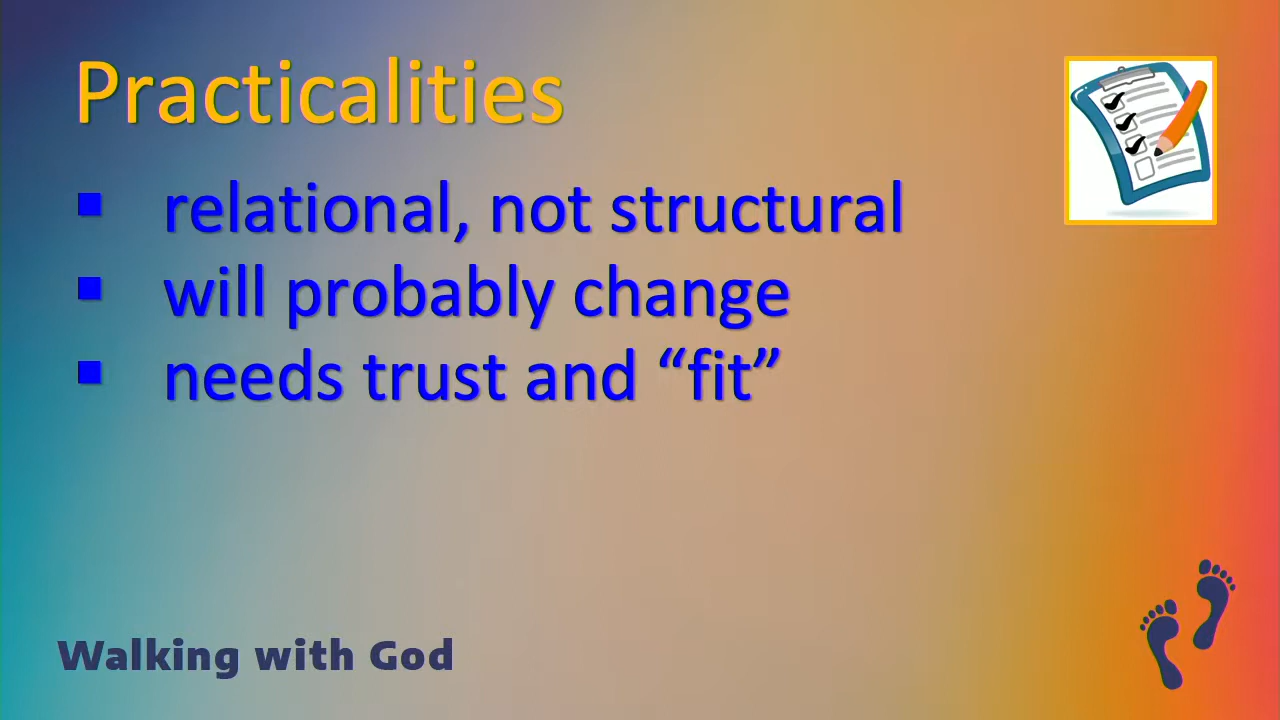 Practicalities
▪ relational, not structural
▪ will probably change
▪ needs trust and “fit”
Walking with God